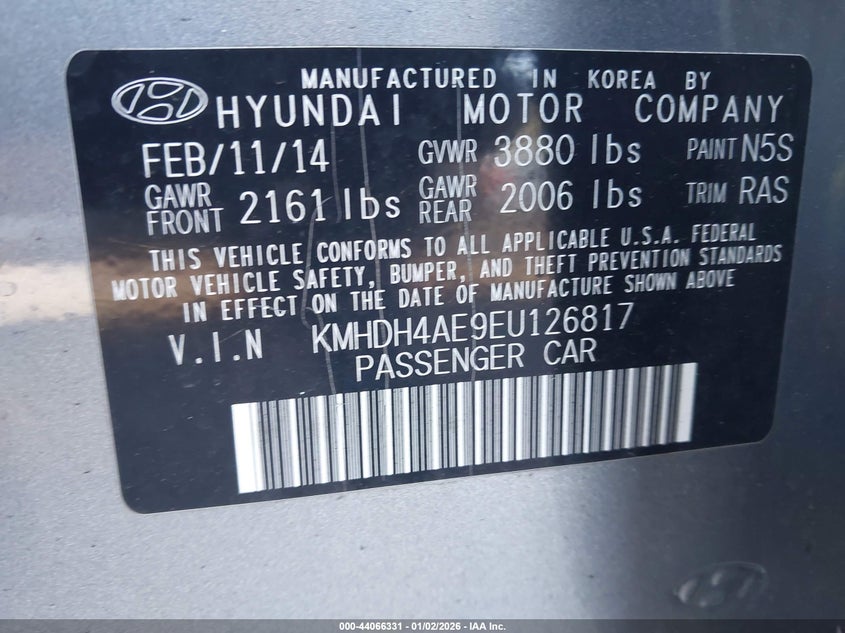 MANUFACTURED IN KOREA BY
HYUNDAI MOTOR COMPANY
FEB/11/14 GVWR 3880 lbs PAINT N5S
GAWR FRONT 2161 lbs GAWR REAR 2006 lbs TRIM RAS
THIS VEHICLE CONFORMS TO ALL APPLICABLE U.S.A. FEDERAL
MOTOR VEHICLE SAFETY, BUMPER, AND THEFT PREVENTION STANDARDS
IN EFFECT ON THE DATE OF MANUFACTURE SHOWN ABOVE
V.I.N KMHDH4AE9EU126817
PASSENGER CAR
000-44066331 - 01/02/2026 - IAA Inc.